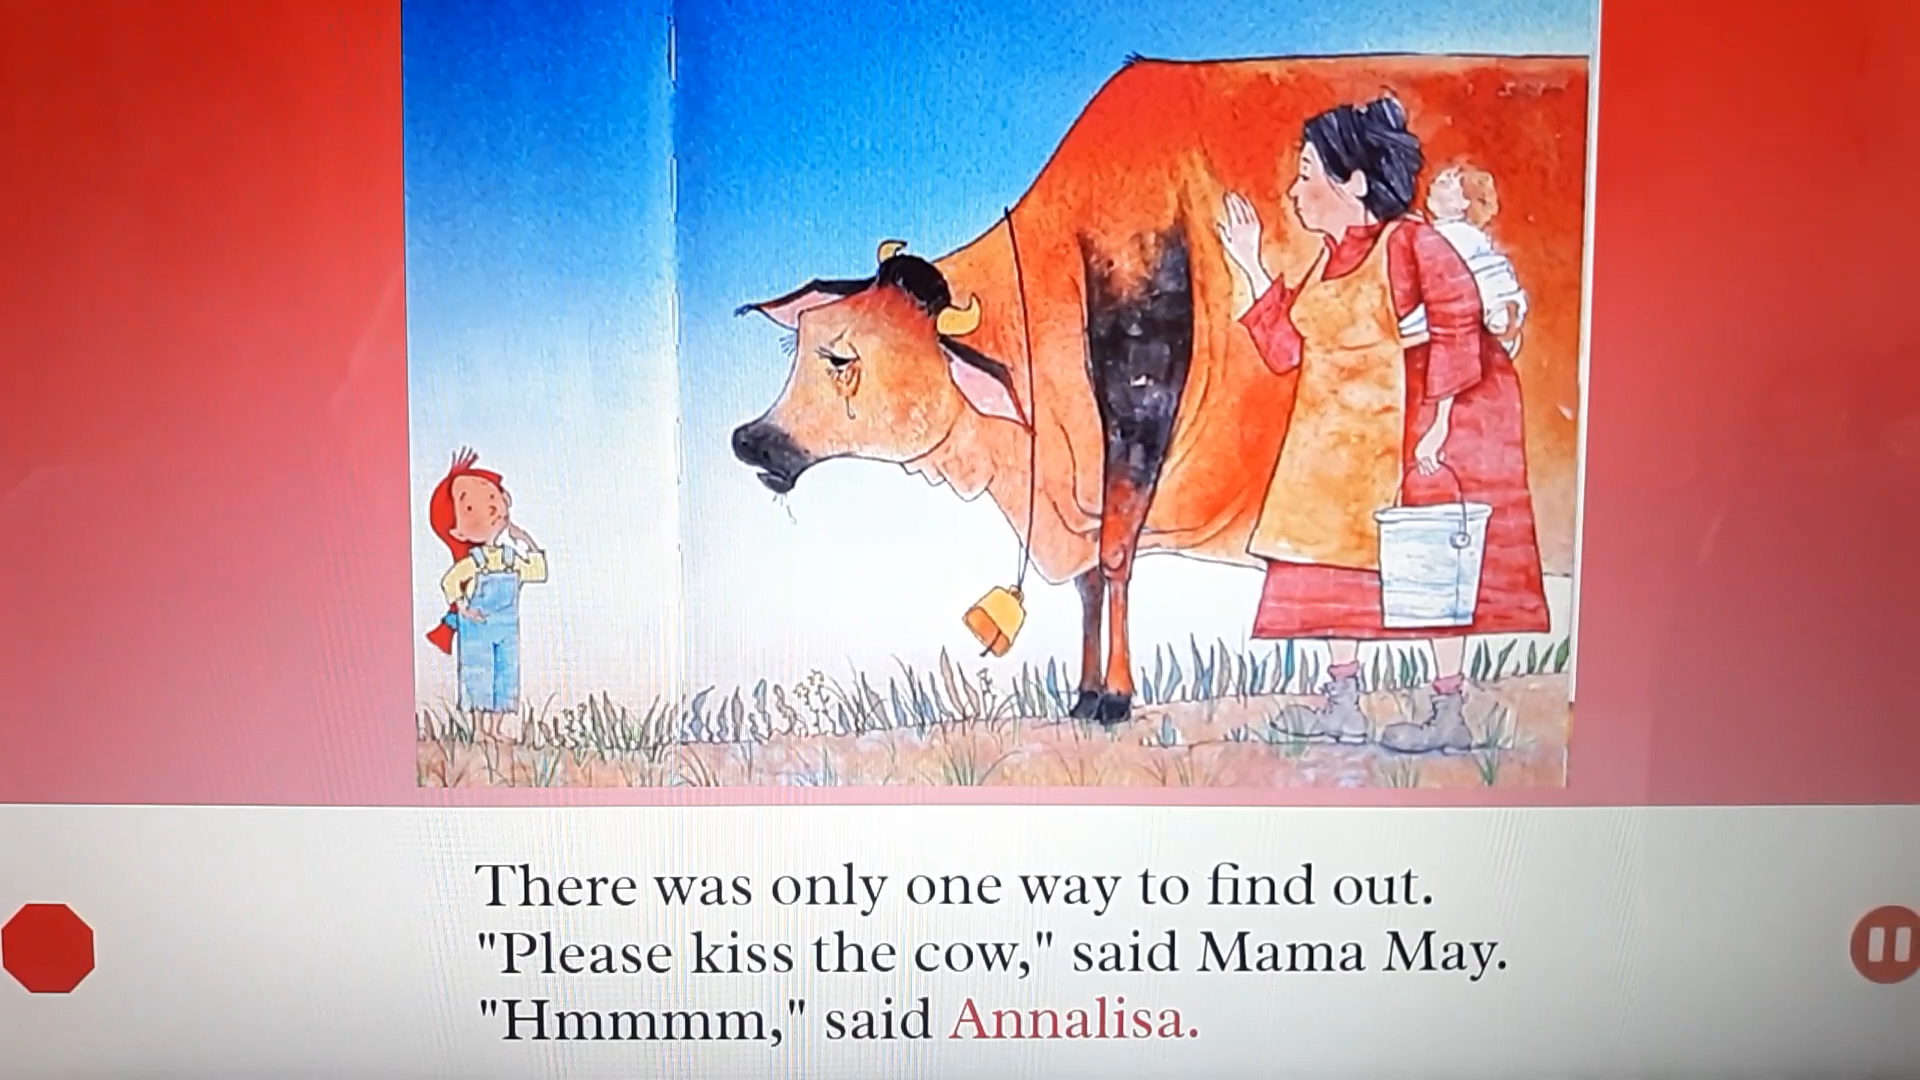 There was only one way to find out.
"Please kiss the cow," said Mama May.
"Hmmmm," said Annalisa.